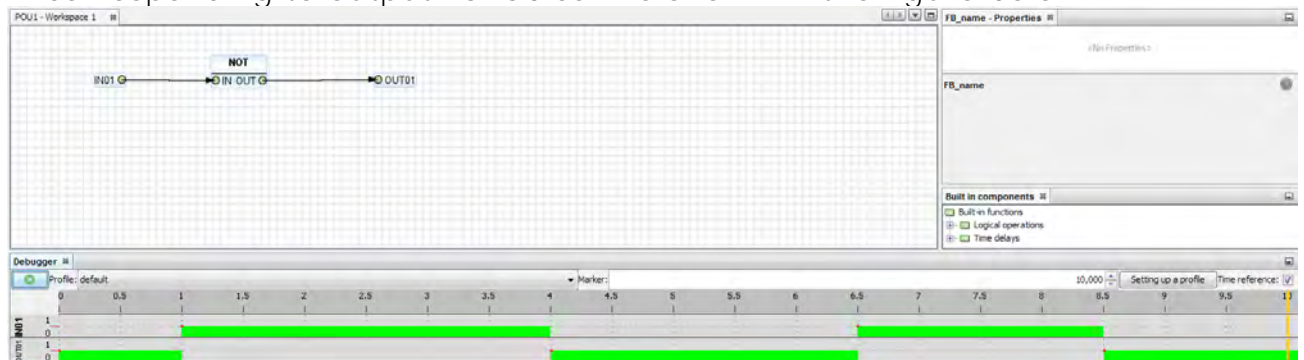 POU1 - Workspace 1
FB_name - Properties
<No Properties>
NOT
IN01 IN OUT OUT01
FB_name
Built in components
Built-in functions
Logical operations
Time delays
Debugger
Profile: default Marker: 10,000 Setting up a profile Time reference:
0 0.5 1 1.5 2 2.5 3 3.5 4 4.5 5 5.5 6 6.5 7 7.5 8 8.5 9 9.5
IN01 1
0
OUT01 1
0